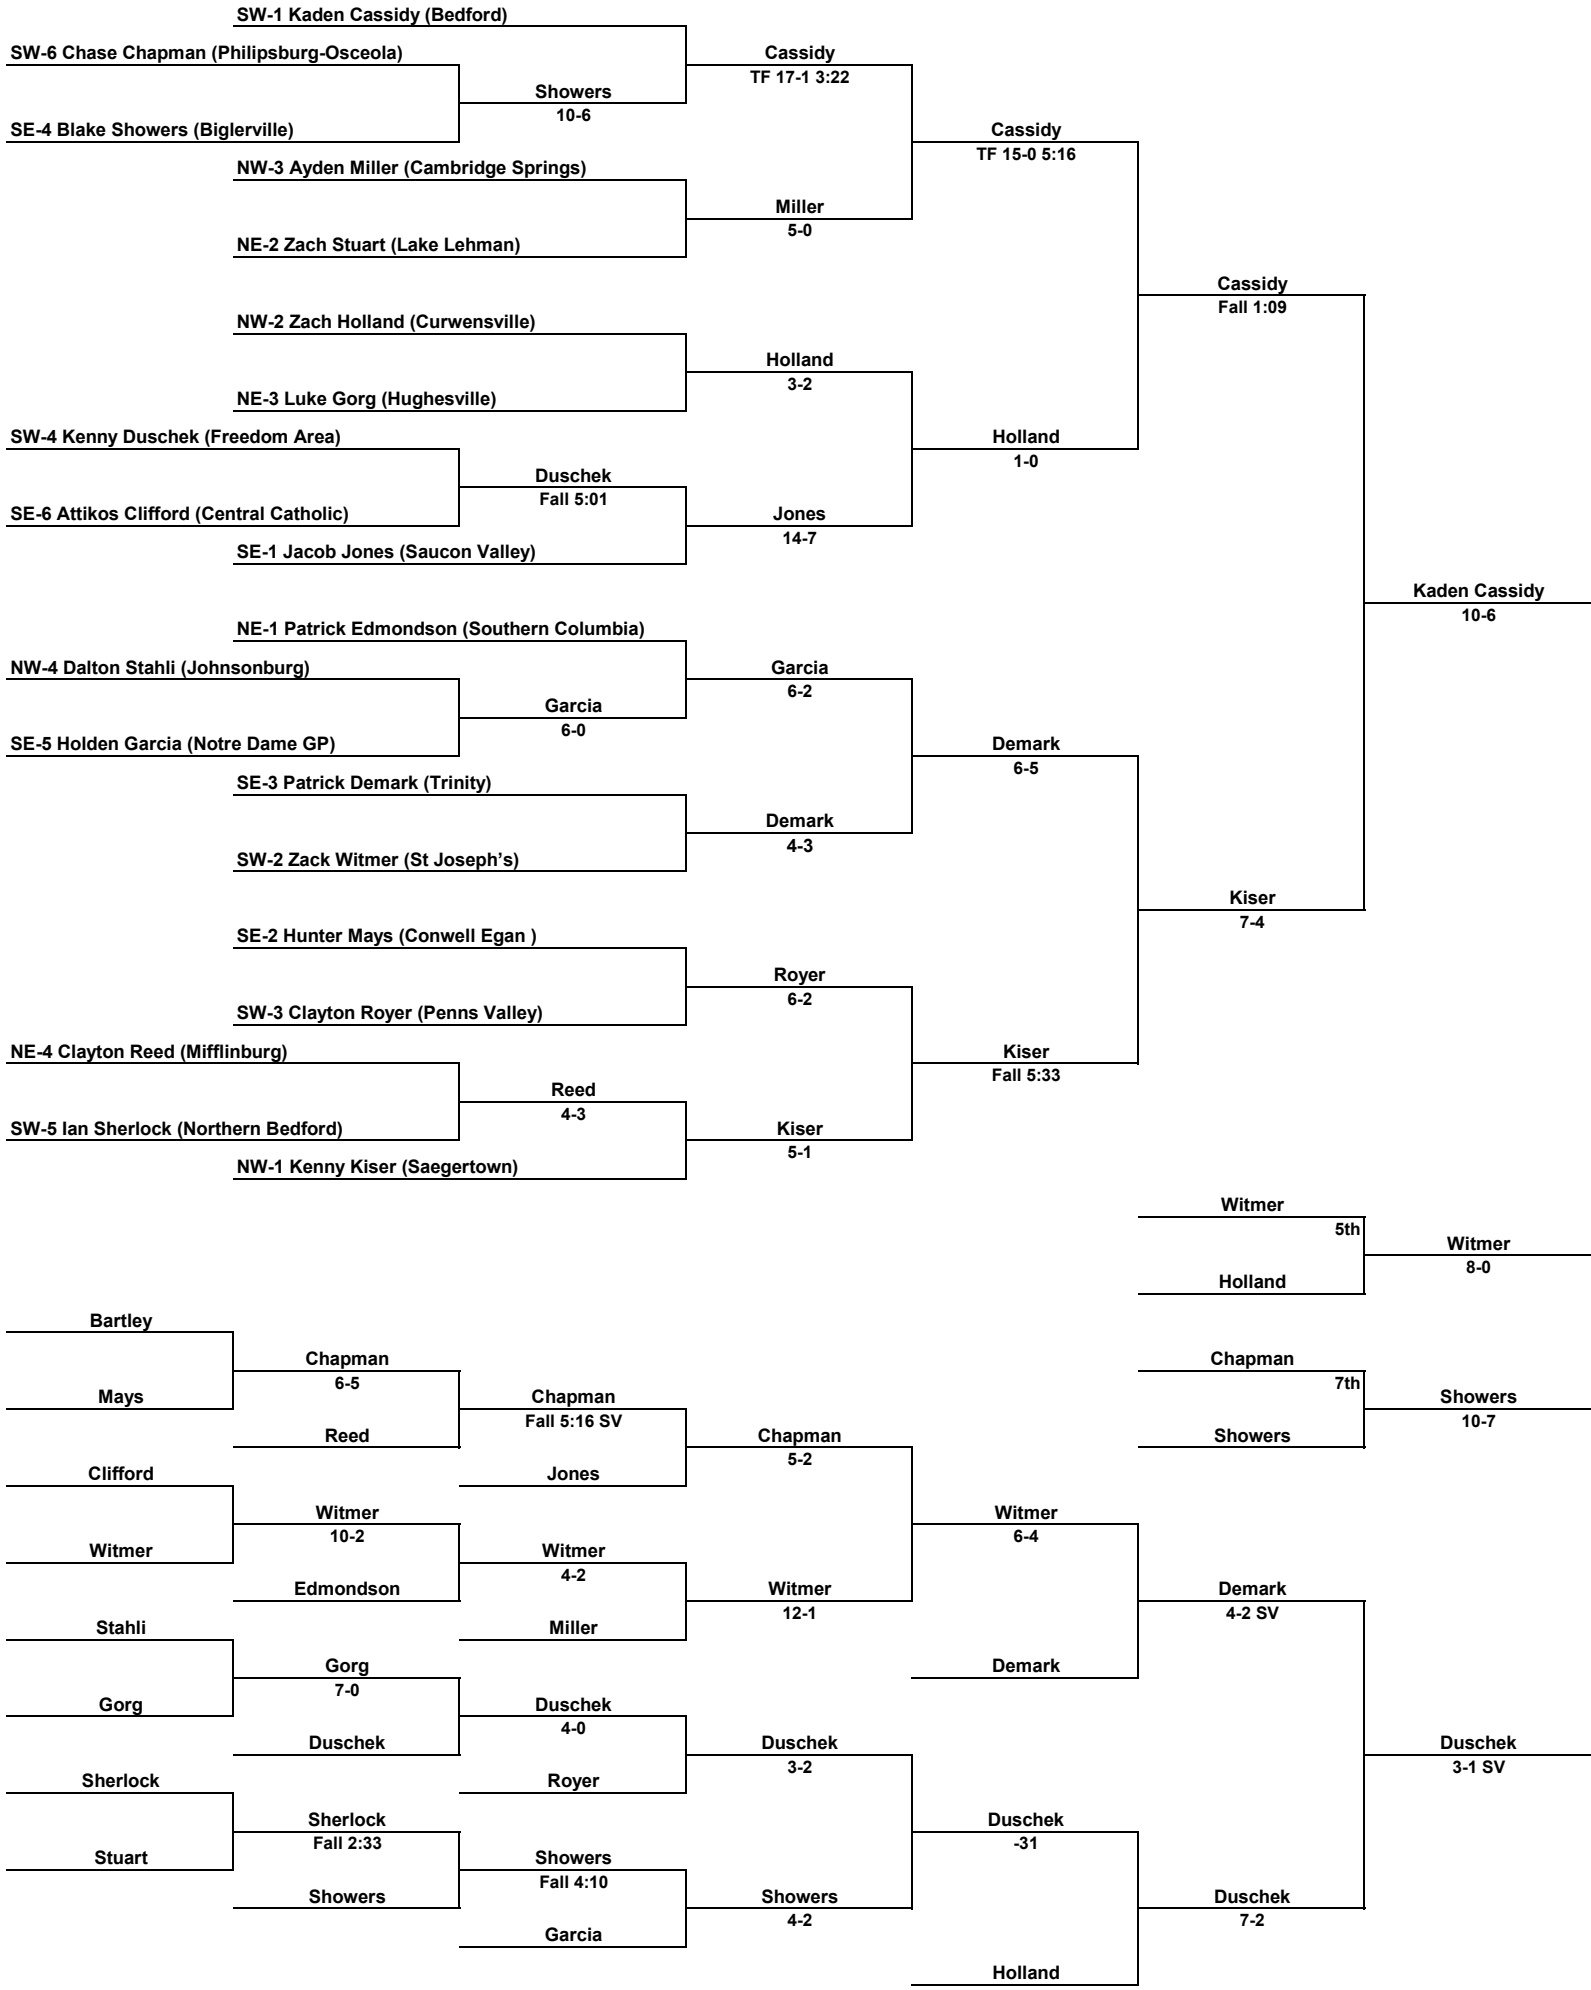 SW-1 Kaden Cassidy (Bedford)
SW-6 Chase Chapman (Philipsburg-Osceola)
Cassidy
TF 17-1 3:22
Showers
10-6
SE-4 Blake Showers (Biglerville)
Cassidy
TF 15-0 5:16
NW-3 Ayden Miller (Cambridge Springs)
Miller
5-0
NE-2 Zach Stuart (Lake Lehman)
Cassidy
Fall 1:09
NW-2 Zach Holland (Curwensville)
Holland
3-2
NE-3 Luke Gorg (Hughesville)
SW-4 Kenny Duschek (Freedom Area)
Holland
1-0
Duschek
Fall 5:01
SE-6 Attikos Clifford (Central Catholic)
Jones
14-7
SE-1 Jacob Jones (Saucon Valley)
Kaden Cassidy
10-6
NE-1 Patrick Edmondson (Southern Columbia)
NW-4 Dalton Stahli (Johnsonburg)
Garcia
6-2
Garcia
6-0
SE-5 Holden Garcia (Notre Dame GP)
Demark
6-5
SE-3 Patrick Demark (Trinity)
Demark
4-3
SW-2 Zack Witmer (St Joseph’s)
Kiser
7-4
SE-2 Hunter Mays (Conwell Egan )
Royer
6-2
SW-3 Clayton Royer (Penns Valley)
NE-4 Clayton Reed (Mifflinburg)
Kiser
Fall 5:33
Reed
4-3
SW-5 Ian Sherlock (Northern Bedford)
Kiser
5-1
NW-1 Kenny Kiser (Saegertown)
Witmer
5th
Witmer
8-0
Holland
Bartley
Chapman
6-5
Chapman
7th
Mays
Chapman
Fall 5:16 SV
Showers
10-7
Reed
Chapman
5-2
Showers
Clifford
Jones
Witmer
10-2
Witmer
6-4
Witmer
Witmer
4-2
Edmondson
Witmer
12-1
Demark
4-2 SV
Stahli
Miller
Gorg
7-0
Demark
Gorg
Duschek
4-0
Duschek
Duschek
3-2
Duschek
3-1 SV
Sherlock
Royer
Sherlock
Fall 2:33
Duschek
-31
Stuart
Showers
Fall 4:10
Showers
Showers
4-2
Duschek
7-2
Garcia
Holland